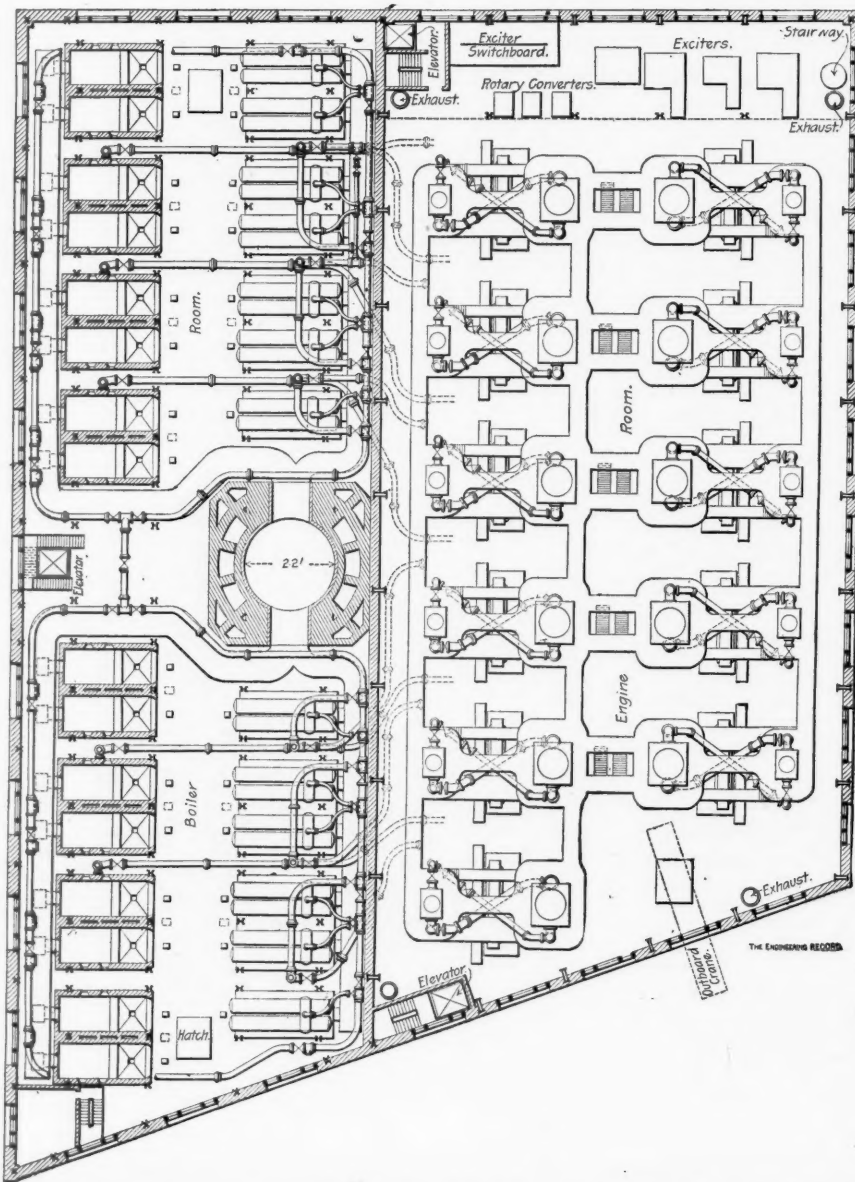 Elevator.
Exciter
Switchboard.
Exciters.
Stairway.
Rotary Converters.
Exhaust.
Exhaust.
Room.
Room.
22'
Elevator
Engine
Boiler
Exhaust.
THE ENGINEERING RECORD.
Outboard
Crane.
Elevator.
Hatch.